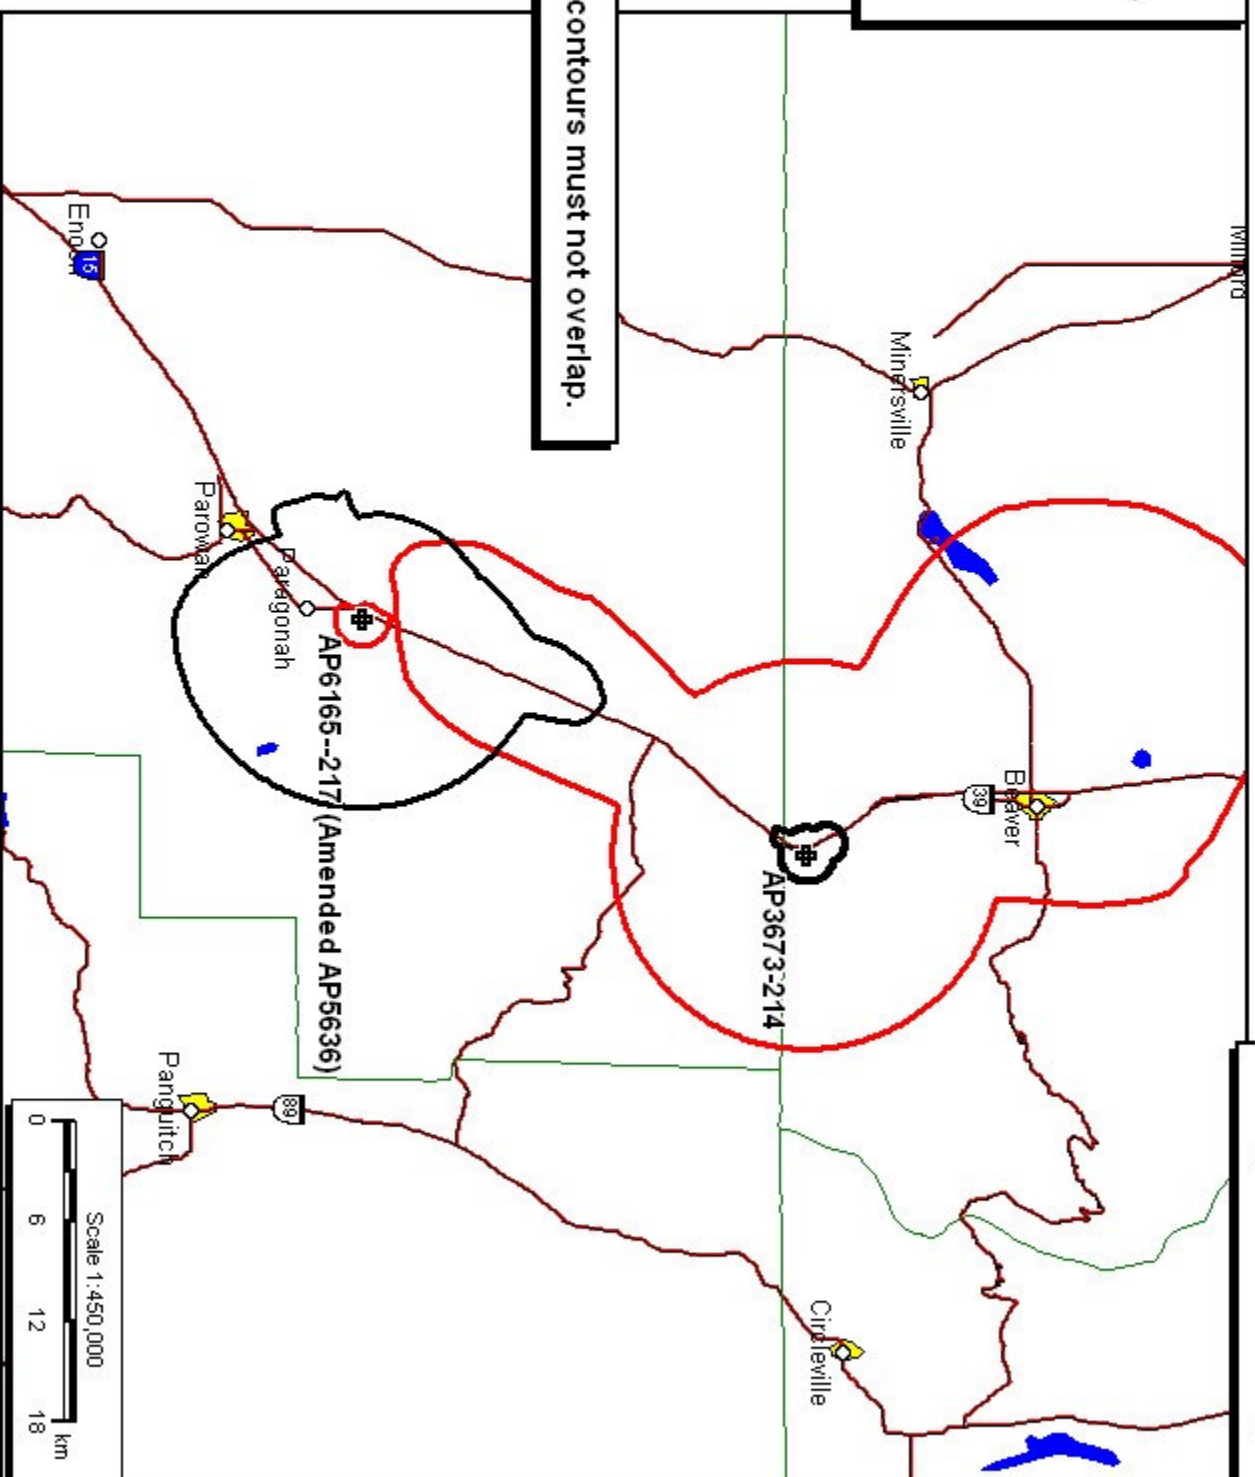 contours must not overlap.
Minersville
Beaver
39
AP3673-214
Circleville
Enoch
15
Parowan
Paragonah
AP6165--217 (Amended AP5636)
89
Panguitch
Scale 1:450,000
0
6
12
18
km